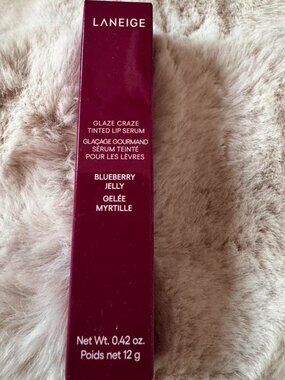 LANEIGE
GLAZE CRAZE
TINTED LIP SERUM
GLAÇAGE GOURMAND
SÉRUM TEINTÉ
POUR LES LÈVRES
BLUEBERRY
JELLY
GELÉE
MYRTILLE
Net Wt. 0.42 oz.
Poids net 12 g